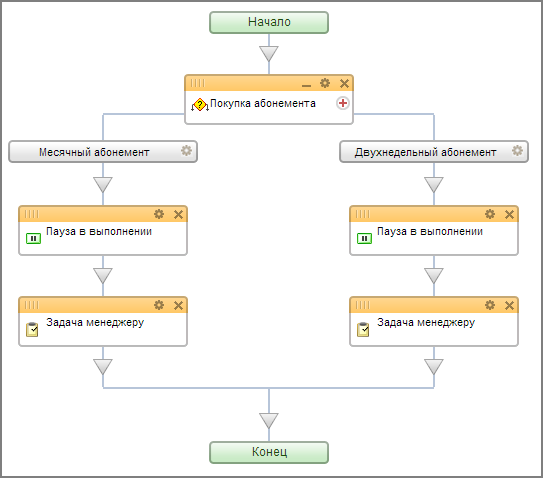 Начало
Покупка абонемента
Месячный абонемент
Двухнедельный абонемент
Пауза в выполнении
Пауза в выполнении
Задача менеджеру
Задача менеджеру
Конец